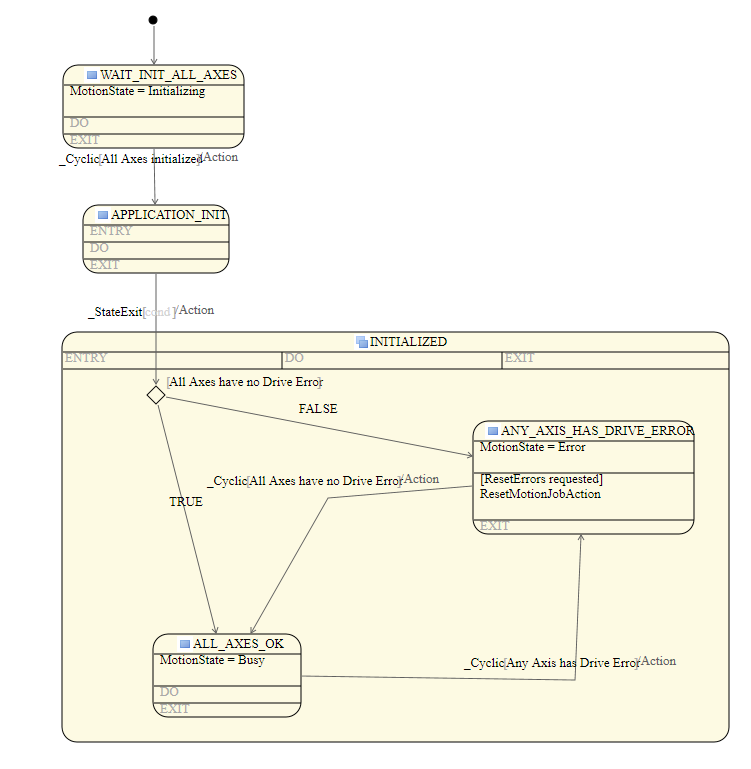 WAIT_INIT_ALL_AXES
MotionState = Initializing
DO
EXIT
_Cyclic[All Axes initialized]/Action
APPLICATION_INIT
ENTRY
DO
EXIT
_StateExit[cond]/Action
INITIALIZED
ENTRY DO EXIT
[All Axes have no Drive Error]
FALSE
ANY_AXIS_HAS_DRIVE_ERROR
MotionState = Error
[ResetErrors requested]
ResetMotionJobAction
EXIT
_Cyclic[All Axes have no Drive Error]/Action
TRUE
ALL_AXES_OK
MotionState = Busy
DO
EXIT
_Cyclic[Any Axis has Drive Error]/Action